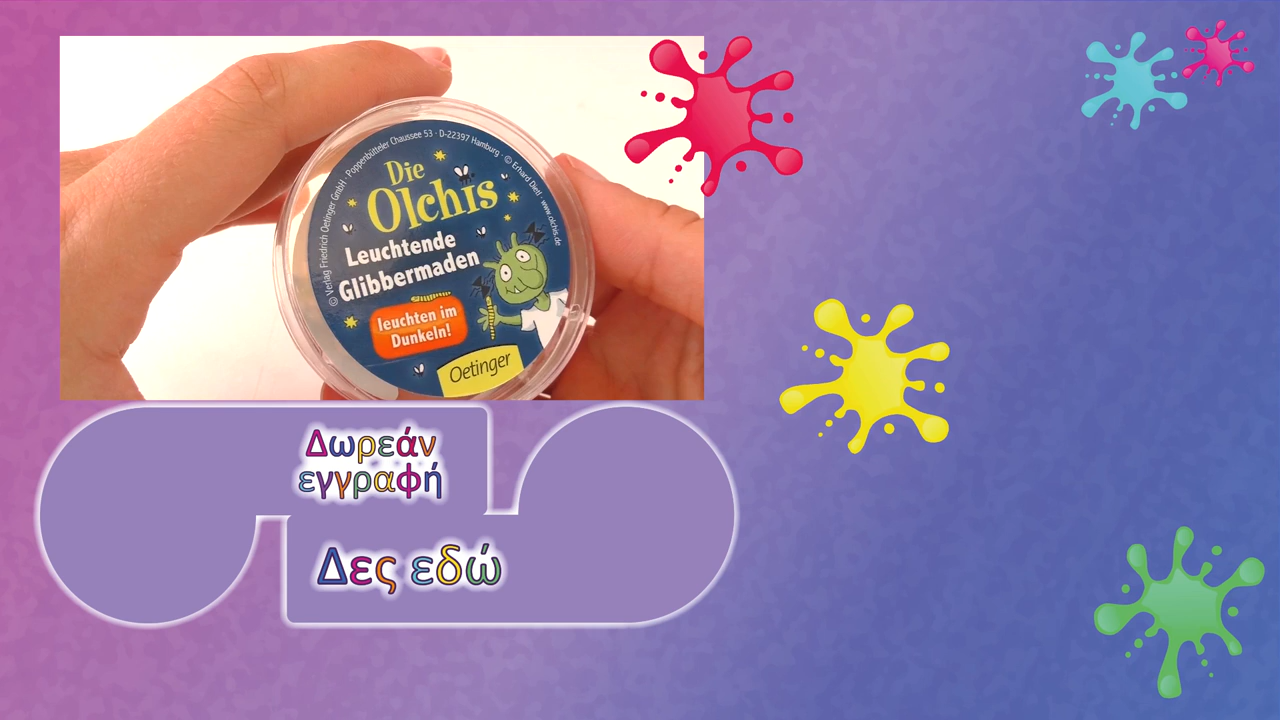 © Verlag Friedrich Oetinger GmbH · Poppenbütteler Chaussee 53 · D-22397 Hamburg · © Erhard Dietl · www.olchis.de
Die
Olchis
Leuchtende
Glibbermaden
leuchten im
Dunkeln!
Oetinger
Δωρεάν
εγγραφή
Δες εδώ